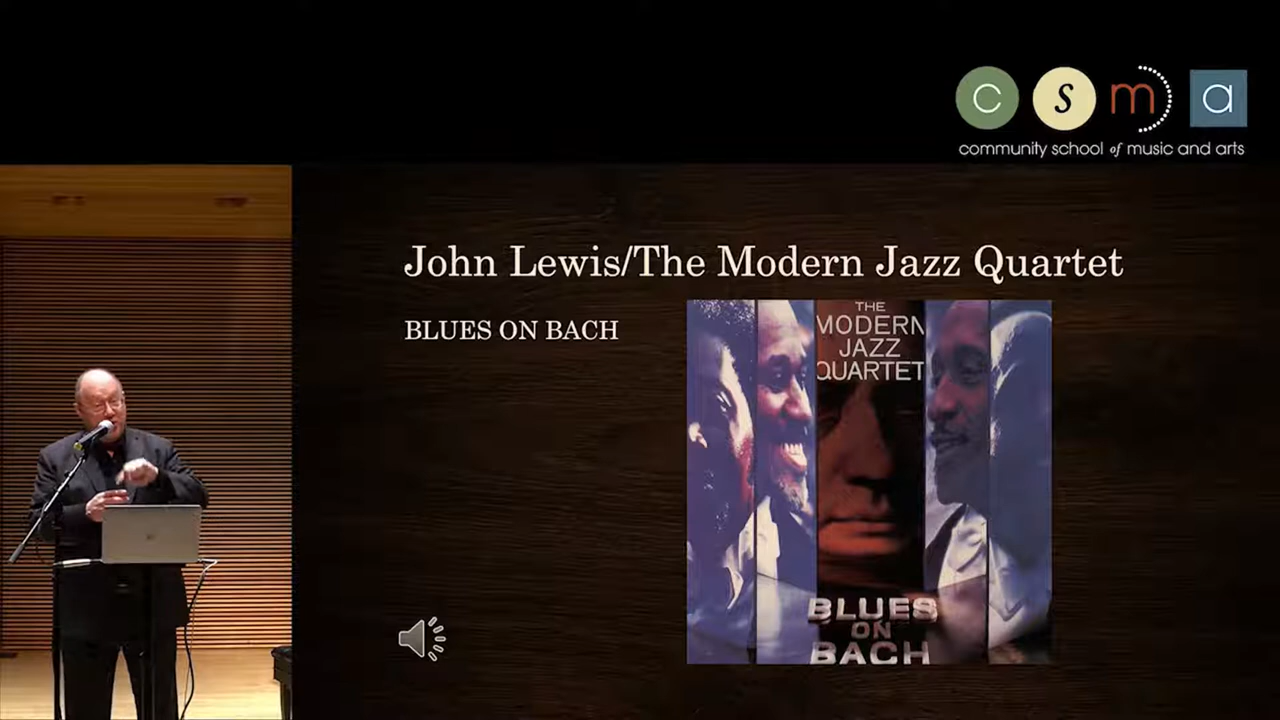 c s m a
community school of music and arts
John Lewis/The Modern Jazz Quartet
BLUES ON BACH
THE
MODERN
JAZZ
QUARTET
BLUES
ON
BACH